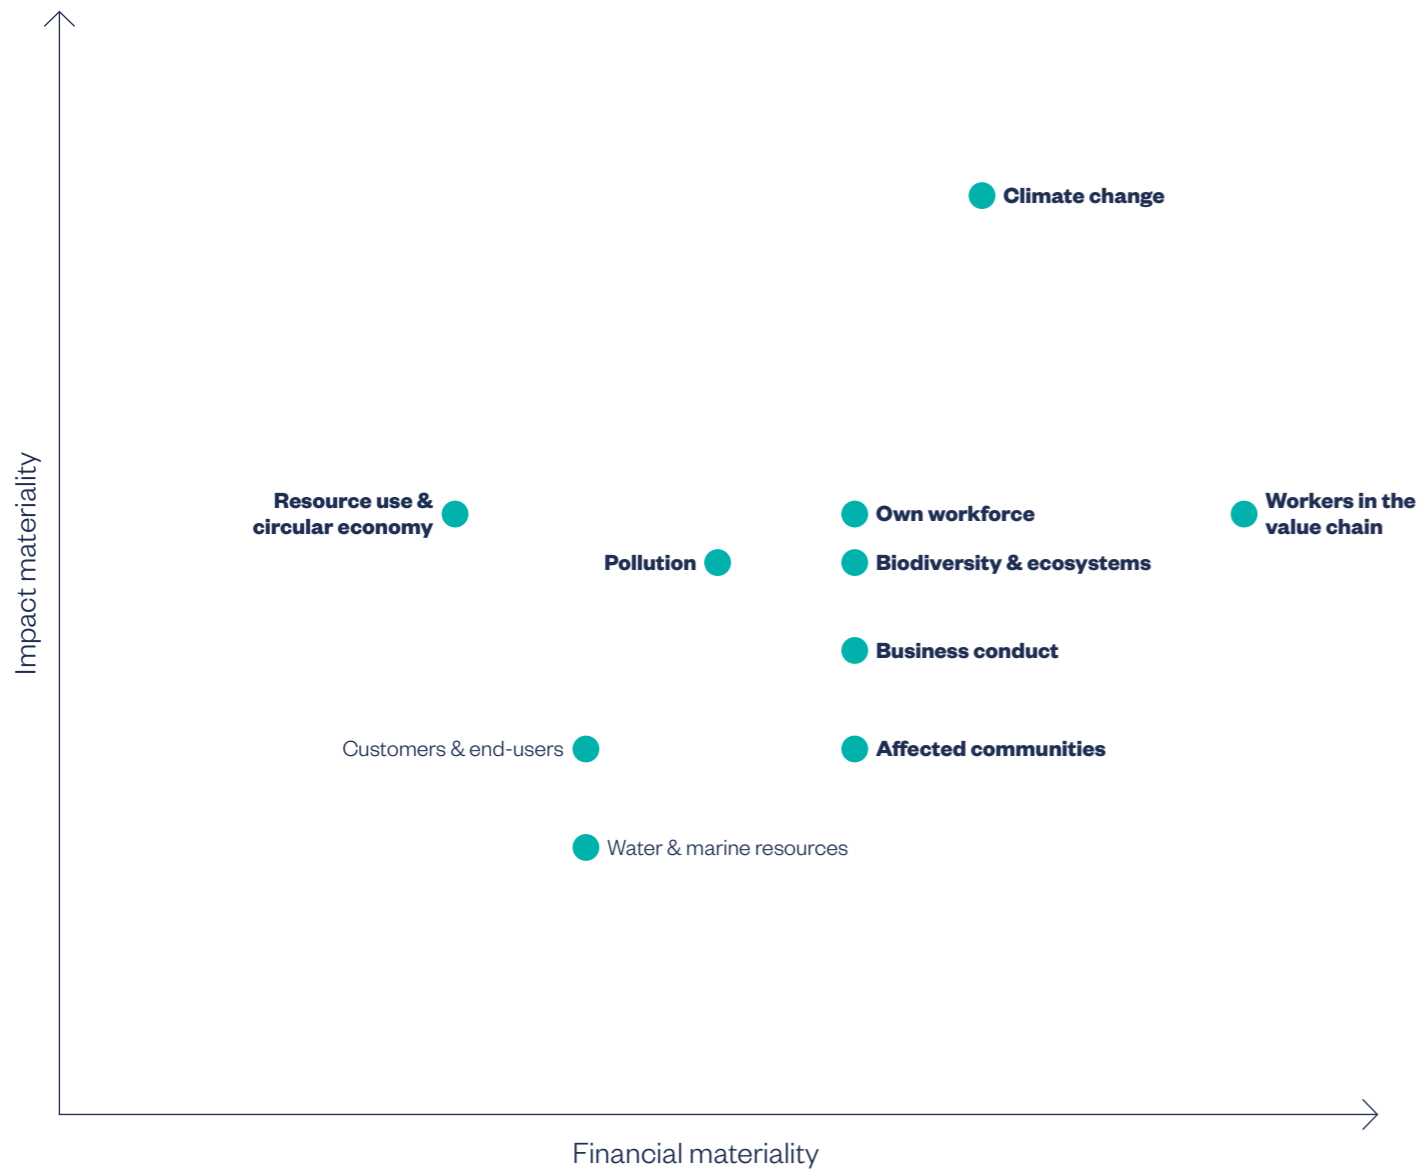 Climate change
Resource use &
circular economy
Own workforce
Workers in the
value chain
Pollution
Biodiversity & ecosystems
Business conduct
Customers & end-users
Affected communities
Water & marine resources
Impact materiality
Financial materiality